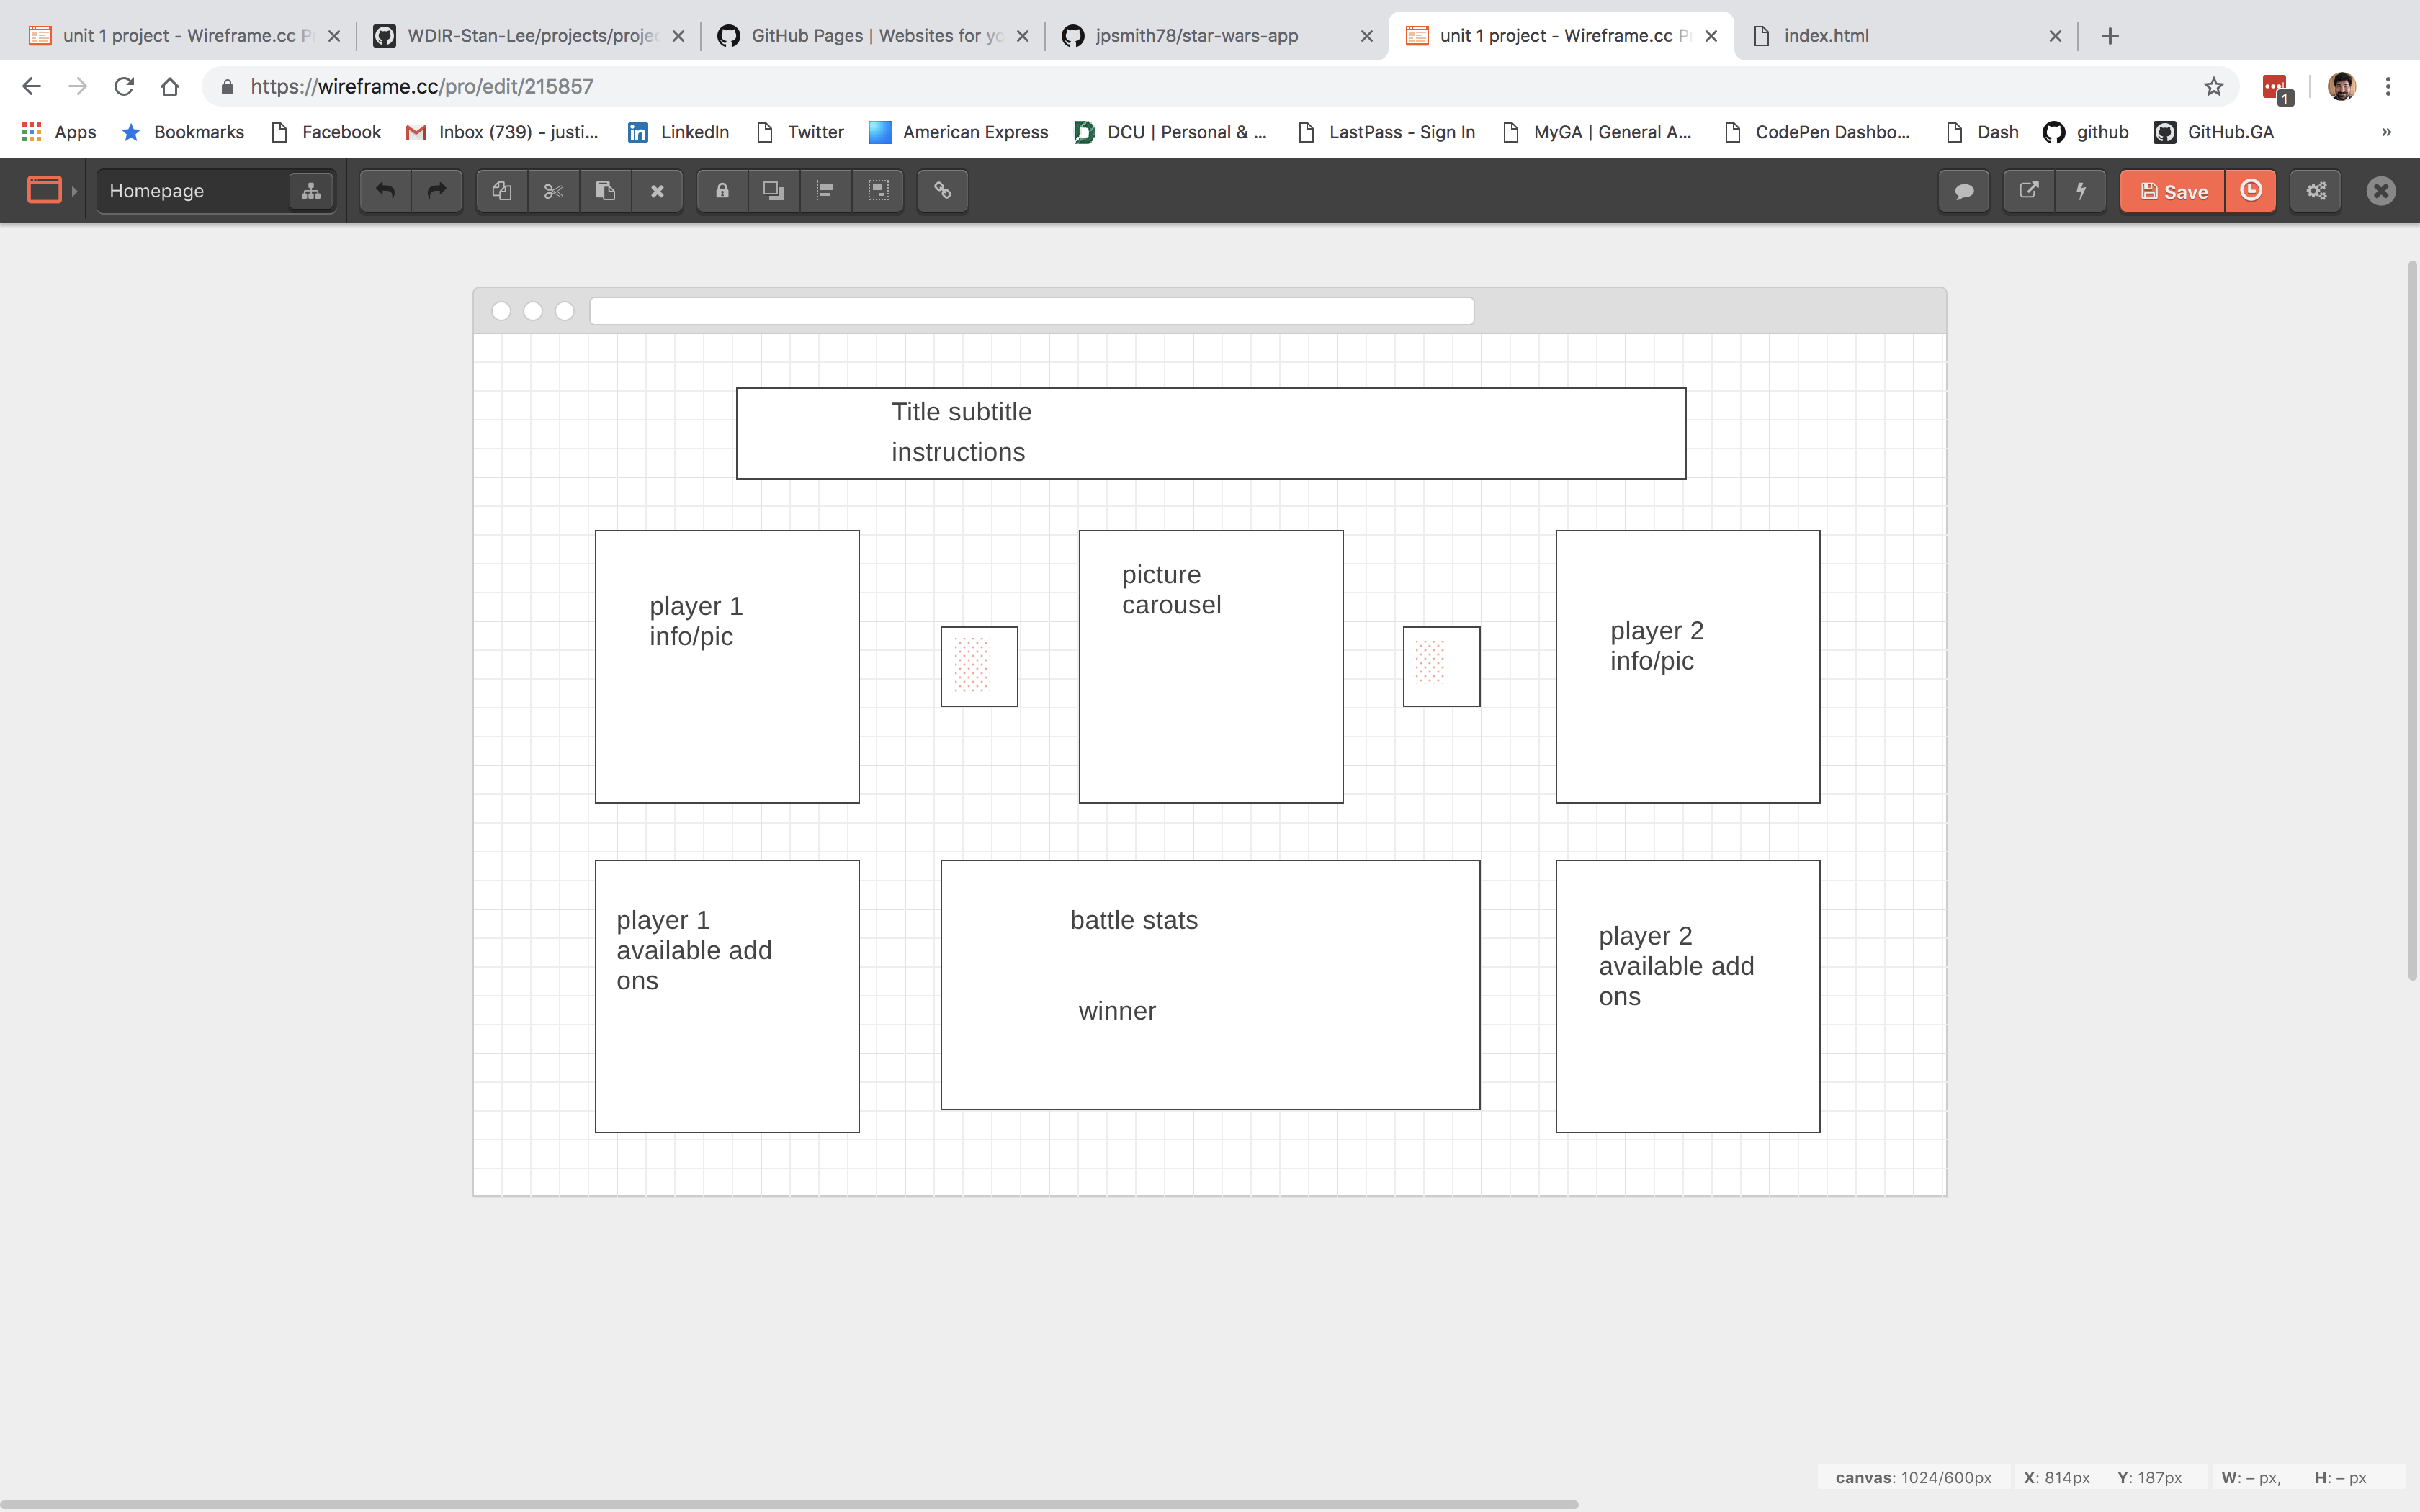 unit 1 project - Wireframe.cc P
WDIR-Stan-Lee/projects/projec
GitHub Pages | Websites for yo
jpsmith78/star-wars-app
unit 1 project - Wireframe.cc P
index.html
https://wireframe.cc/pro/edit/215857
1
Apps
Bookmarks
Facebook
Inbox (739) - justi...
LinkedIn
Twitter
American Express
DCU | Personal & ...
LastPass - Sign In
MyGA | General A...
CodePen Dashbo...
Dash
github
GitHub.GA
»
Homepage
Save
Title subtitle
instructions
player 1
info/pic
picture
carousel
player 2
info/pic
player 1
available add
ons
battle stats
winner
player 2
available add
ons
canvas: 1024/600px
X: 814px
Y: 187px
W: – px,
H: – px